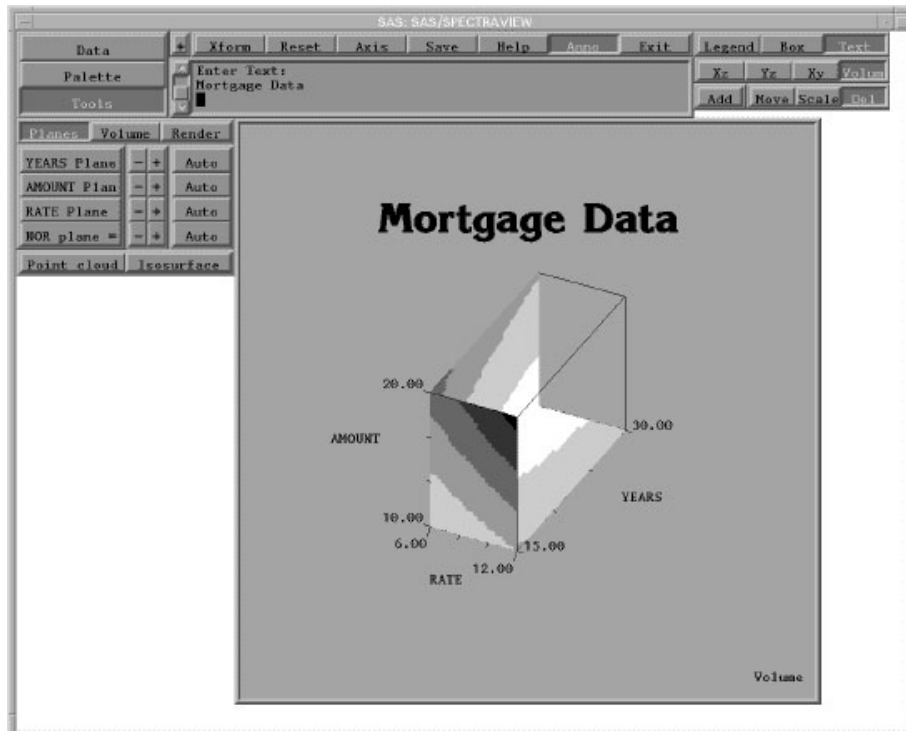 SAS: SAS/SPECTRAVIEW
Data
+ Xform Reset Axis Save Help Anno Exit
Legend Box Text
Palette
Enter Text:
Mortgage Data
Xz Yz Xy Volum
Tools
Add Move Scale Del
Planes Volume Render
YEARS Plane - + Auto
AMOUNT Plan - + Auto
RATE Plane - + Auto
NOR plane = - + Auto
Point cloud Isosurface
Mortgage Data
20.00
AMOUNT
30.00
YEARS
10.00
6.00
15.00
12.00
RATE
Volume